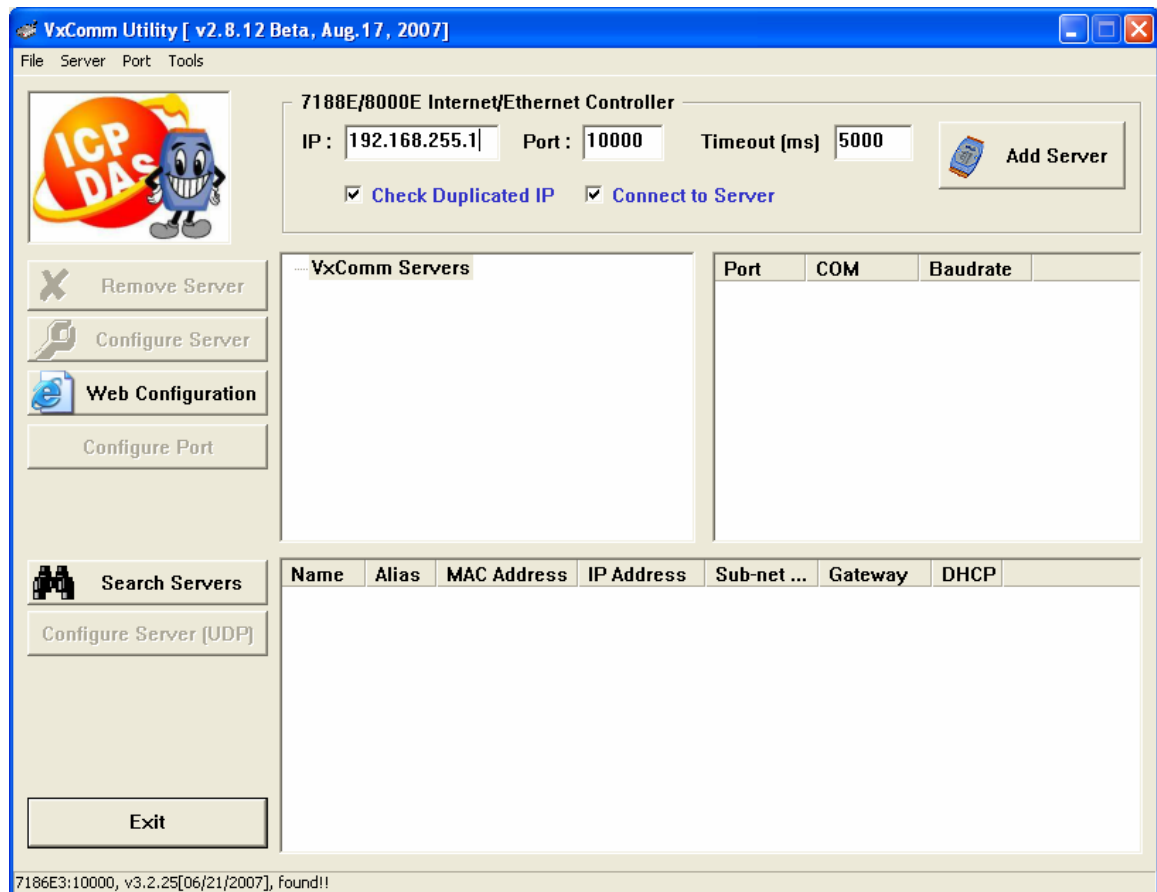 VxComm Utility [ v2.8.12 Beta, Aug.17, 2007]
File Server Port Tools
ICP
DAS
7188E/8000E Internet/Ethernet Controller
IP : 192.168.255.1 Port : 10000 Timeout (ms) 5000
Add Server
Check Duplicated IP Connect to Server
Remove Server
Configure Server
Web Configuration
Configure Port
VxComm Servers
Port COM Baudrate
Search Servers
Configure Server (UDP)
Name Alias MAC Address IP Address Sub-net ... Gateway DHCP
Exit
7186E3:10000, v3.2.25[06/21/2007], found!!